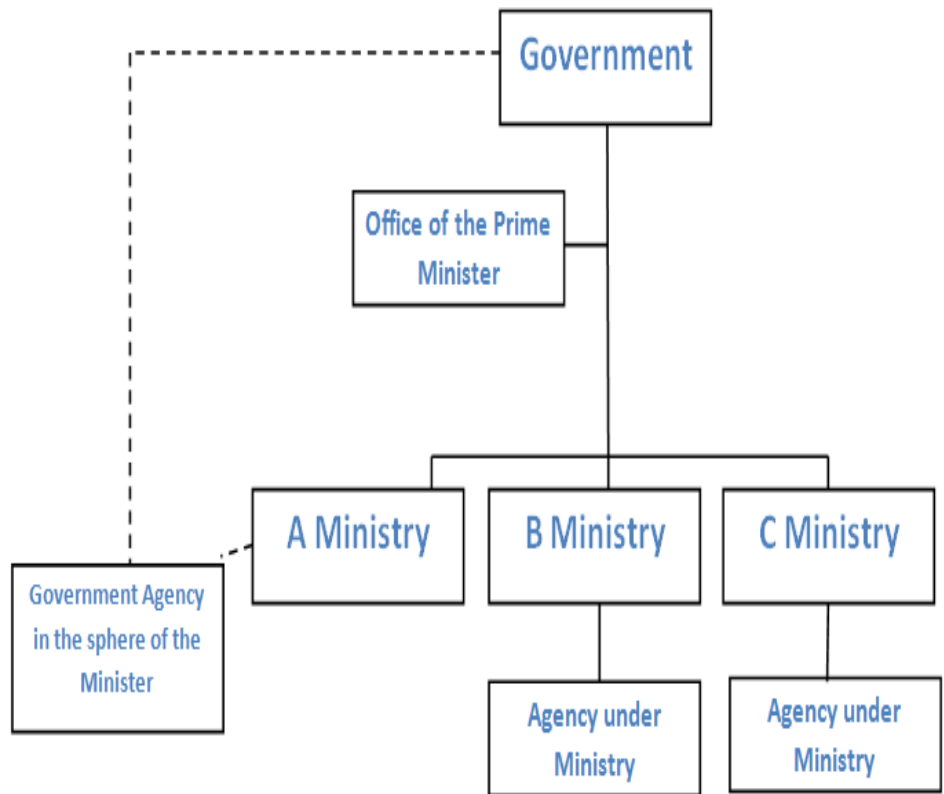 Government
Office of the Prime
Minister
A Ministry
B Ministry
C Ministry
Government Agency
in the sphere of the
Minister
Agency under
Ministry
Agency under
Ministry